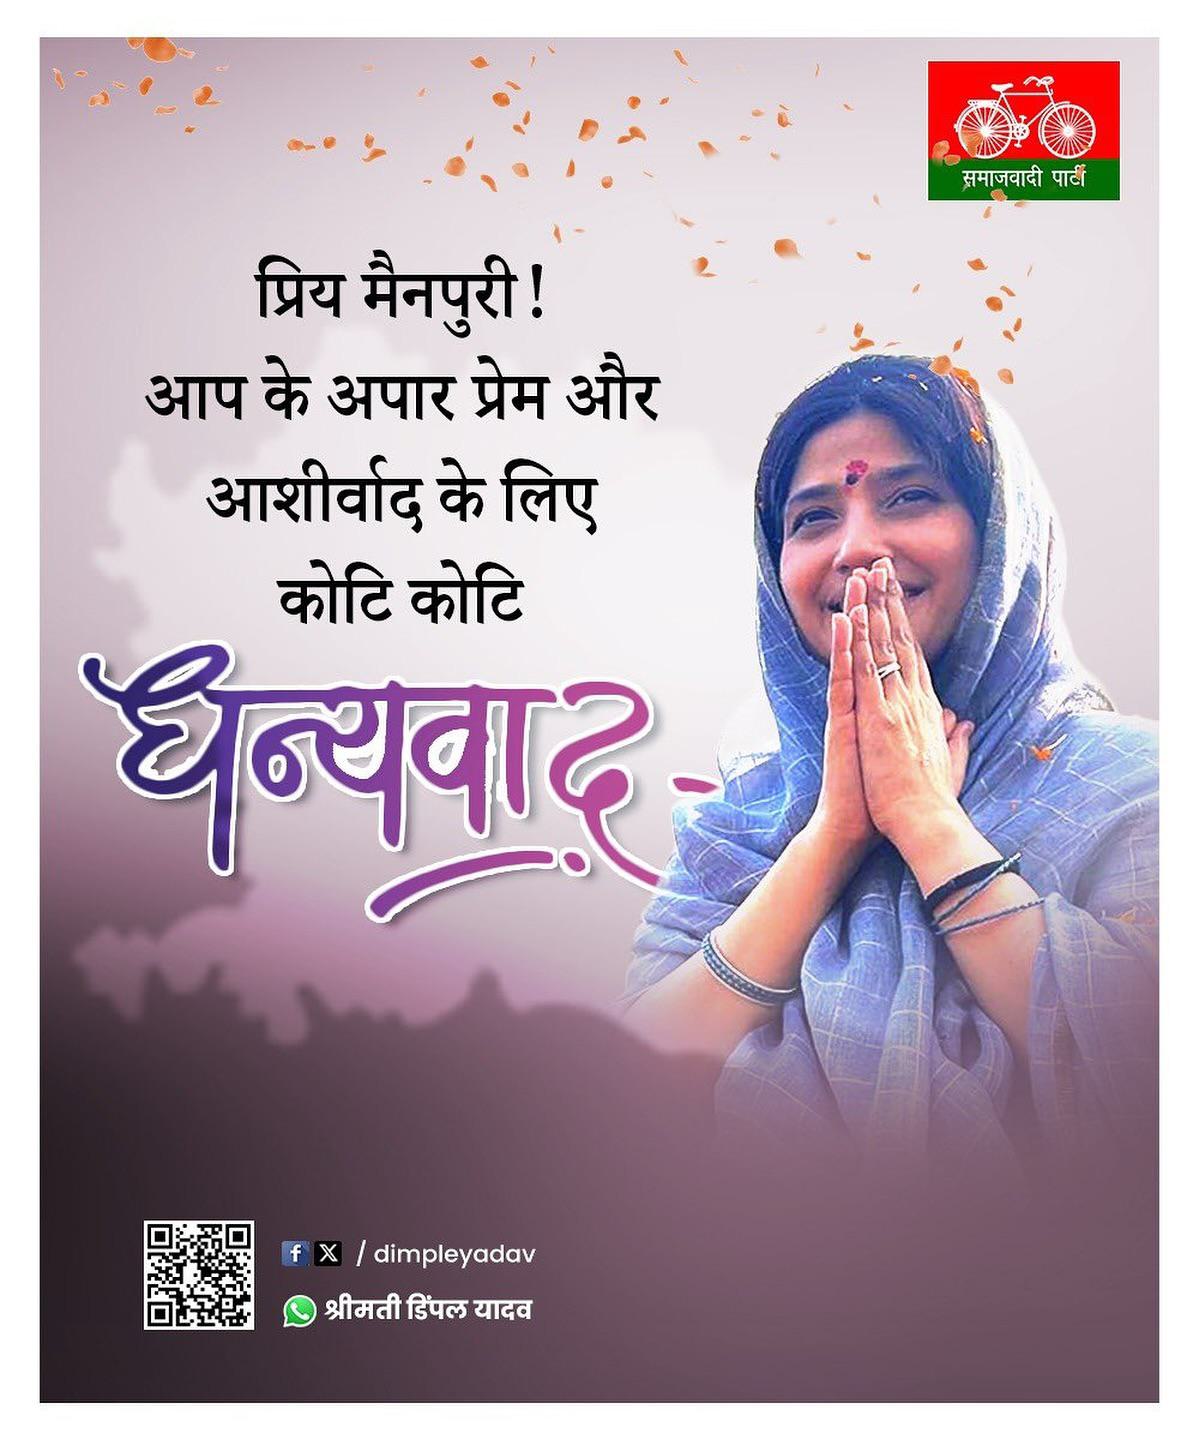 समाजवादी पार्टी
प्रिय मैनपुरी!
आप के अपार प्रेम और
आशीर्वाद के लिए
कोटि कोटि
धन्यवाद
/ dimpleyadav
श्रीमती डिंपल यादव